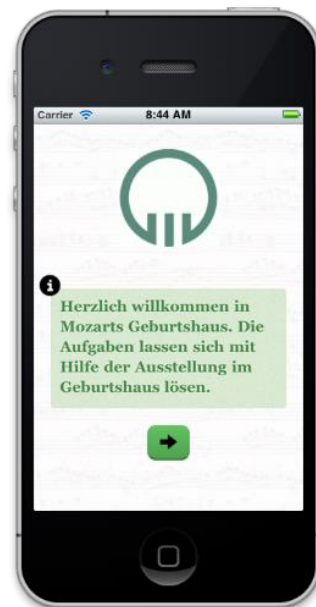 Carrier 8:44 AM
Herzlich willkommen in
Mozarts Geburtshaus. Die
Aufgaben lassen sich mit
Hilfe der Ausstellung im
Geburtshaus lösen.